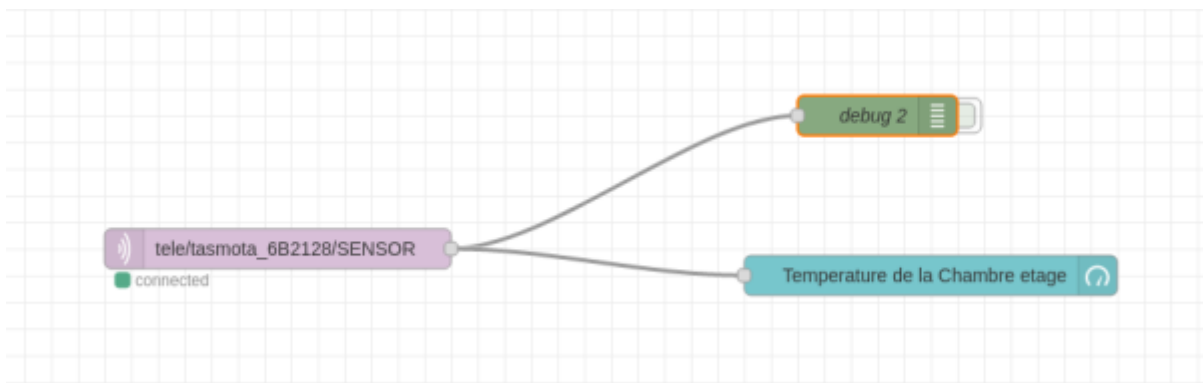 debug 2
tele/tasmota_6B2128/SENSOR
connected
Temperature de la Chambre etage